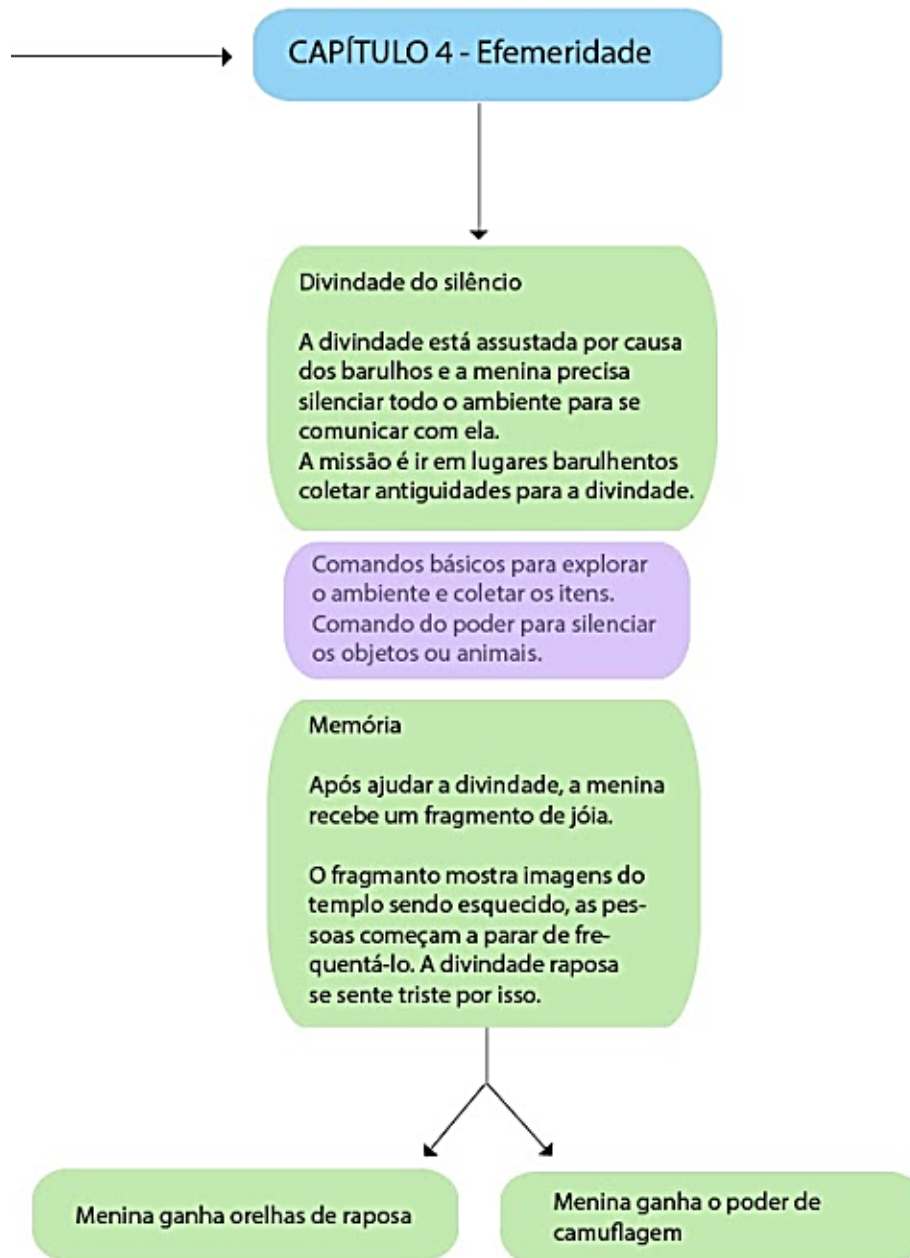 CAPÍTULO 4 - Efemeridade
Divindade do silêncio
A divindade está assustada por causa
dos barulhos e a menina precisa
silenciar todo o ambiente para se
comunicar com ela.
A missão é ir em lugares barulhentos
coletar antiguidades para a divindade.
Comandos básicos para explorar
o ambiente e coletar os itens.
Comando do poder para silenciar
os objetos ou animais.
Memória
Após ajudar a divindade, a menina
recebe um fragmento de jóia.
O fragmanto mostra imagens do
templo sendo esquecido, as pes-
soas começam a parar de fre-
quentá-lo. A divindade raposa
se sente triste por isso.
Menina ganha orelhas de raposa
Menina ganha o poder de
camuflagem